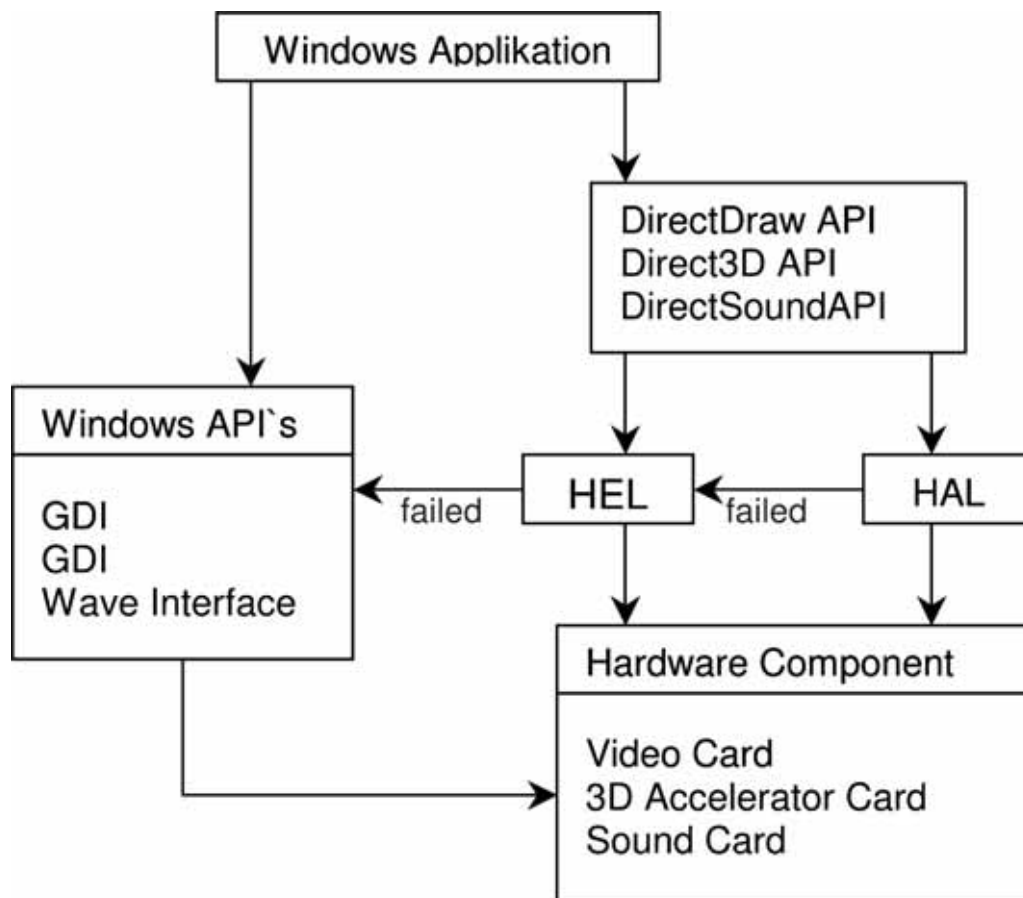 Windows Applikation
DirectDraw API
Direct3D API
DirectSoundAPI
Windows API`s
GDI
GDI
Wave Interface
failed
HEL
failed
HAL
Hardware Component
Video Card
3D Accelerator Card
Sound Card